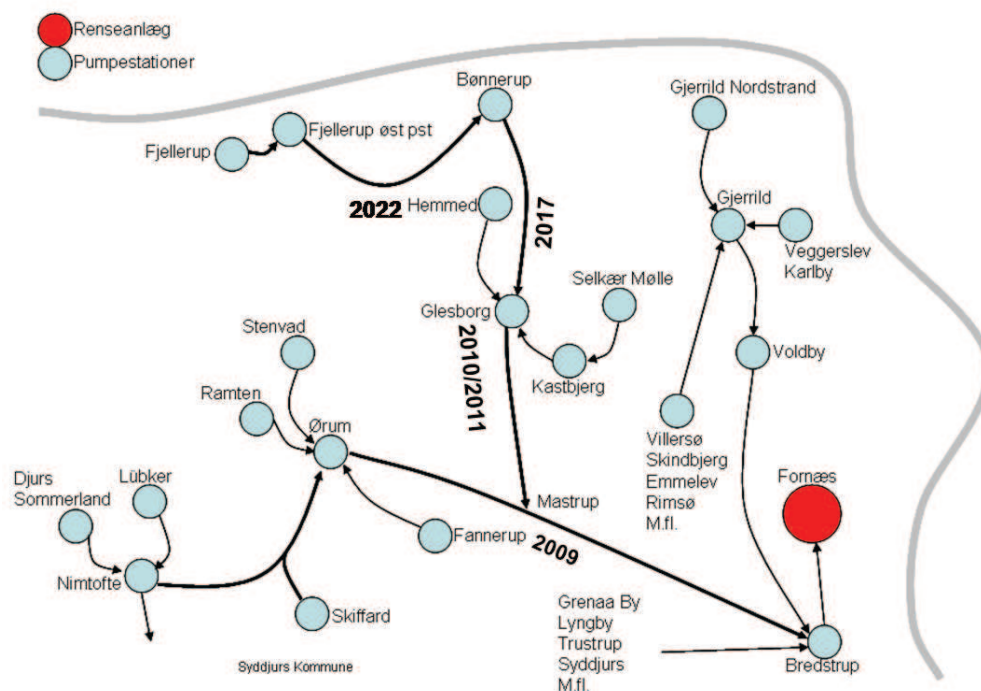 Renseanlæg
Pumpestationer
Bønnerup
Gjerrild Nordstrand
Fjellerup øst pst
Fjellerup
2022
Hemmed
2017
Gjerrild
Veggerslev
Karlby
Selkær Mølle
Glesborg
2010/2011
Stenvad
Voldby
Kastbjerg
Ramten
Ørum
Villersø
Skindbjerg
Emmelev
Rimsø
M.fl.
Djurs
Sommerland
Lübker
Fornæs
Mastrup
Fannerup
2009
Nimtofte
Skiffard
Grenaa By
Lyngby
Trustrup
Syddjurs
M.fl.
Bredstrup
Syddjurs Kommune